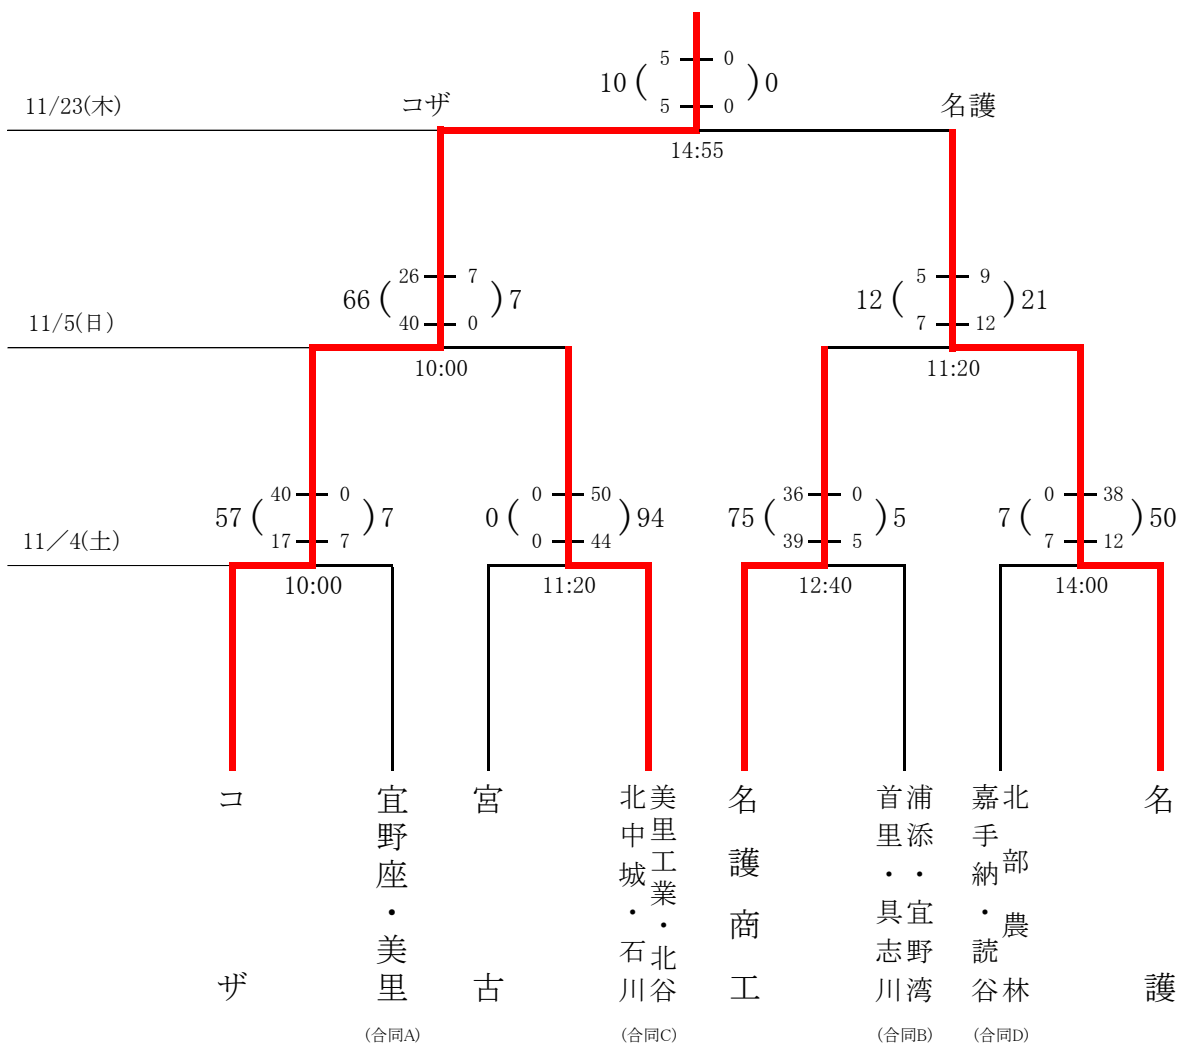 5 0
10 ( ) 0
5 0
11/23(木) コザ 名護
14:55
26 7 5 9
66 ( ) 7 12 ( ) 21
40 0 7 12
11/5(日)
10:00 11:20
40 0 0 50 36 0 0 38
57 ( ) 7 0 ( ) 94 75 ( ) 5 7 ( ) 50
17 7 0 44 39 5 7 12
11／4(土)
10:00 11:20 12:40 14:00
コザ
宜野座・美里
(合同A)
宮古
美里工業・北谷
北中城・石川
(合同C)
名護商工
浦添・宜野湾
首里・具志川
(合同B)
北部農林
嘉手納・読谷
(合同D)
名護